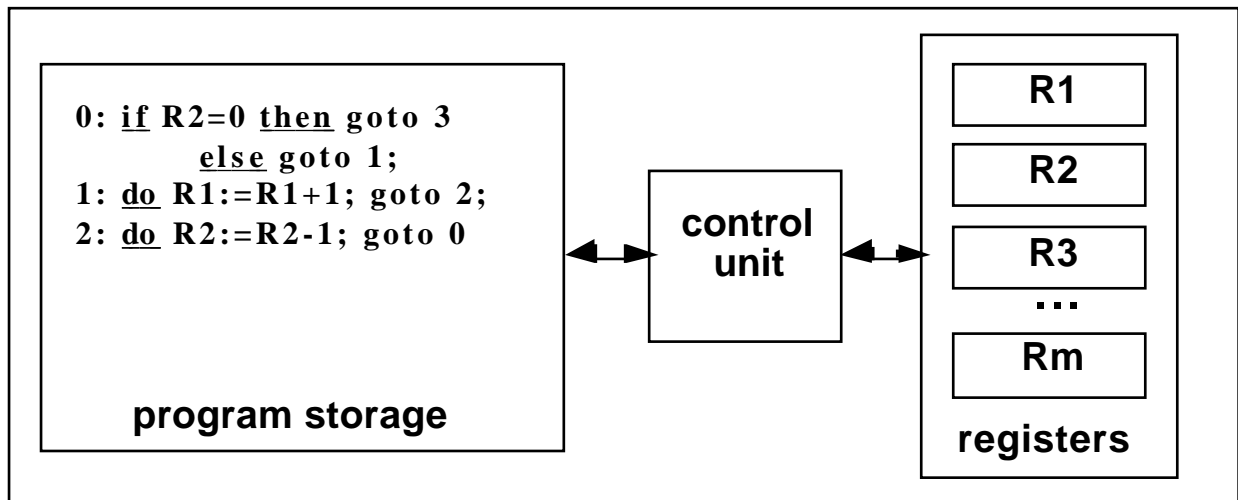 0: if R2=0 then goto 3
else goto 1;
1: do R1:=R1+1; goto 2;
2: do R2:=R2-1; goto 0
program storage
control
unit
R1
R2
R3
...
Rm
registers